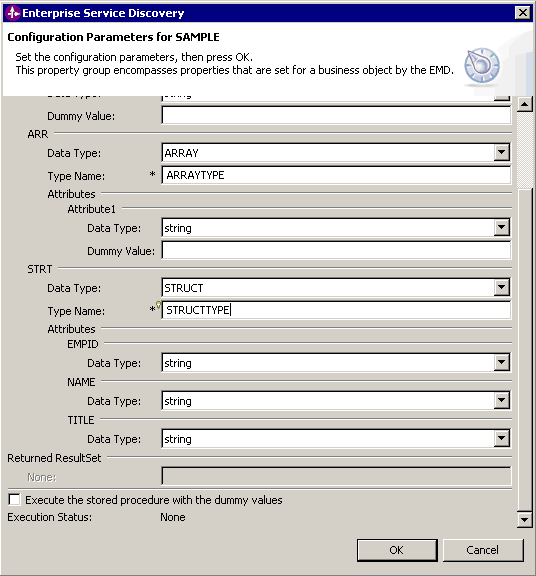 Enterprise Service Discovery
Configuration Parameters for SAMPLE
Set the configuration parameters, then press OK.
This property group encompasses properties that are set for a business object by the EMD.
Dummy Value:
ARR
Data Type: ARRAY
Type Name: * ARRAYTYPE
Attributes
Attribute1
Data Type: string
Dummy Value:
STRT
Data Type: STRUCT
Type Name: * STRUCTTYPE
Attributes
EMPID
Data Type: string
NAME
Data Type: string
TITLE
Data Type: string
Returned ResultSet
None:
Execute the stored procedure with the dummy values
Execution Status: None
OK Cancel